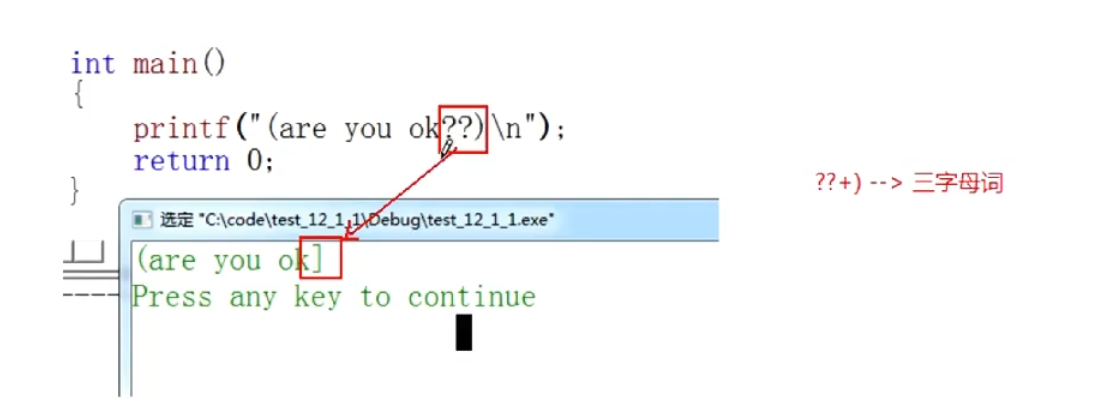 int main()
{
printf("(are you ok??)\n");
return 0;
}
??+) --> 三字母词
选定 "C:\code\test_12_1_1\Debug\test_12_1_1.exe"
(are you ok]
Press any key to continue